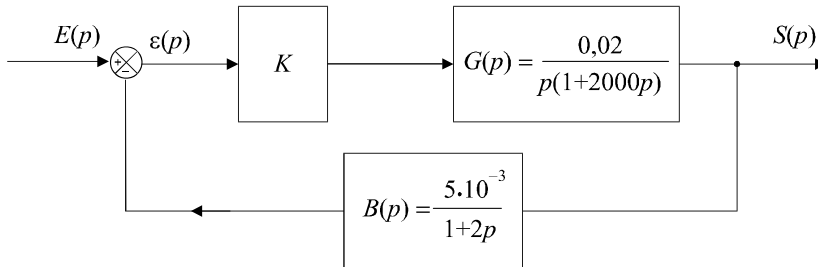 E(p)
ε(p)
S(p)
+
−
K
G(p) = 0,02 / p(1+2000p)
B(p) = 5.10⁻³ / 1+2p